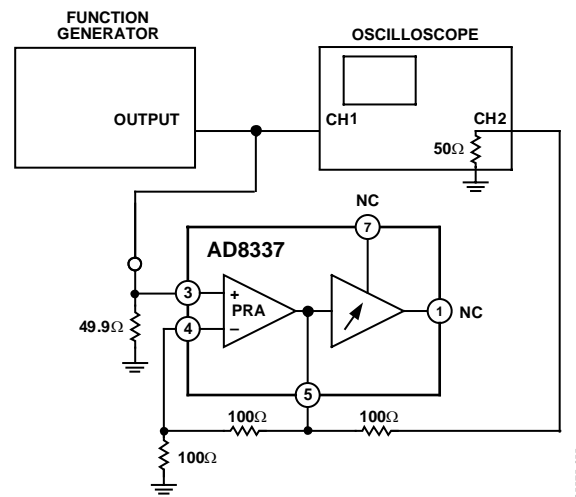 FUNCTION
GENERATOR
OSCILLOSCOPE
OUTPUT
CH1
CH2
50Ω
NC
7
AD8337
3
+
PRA
1
NC
49.9Ω
4
–
5
100Ω
100Ω
100Ω